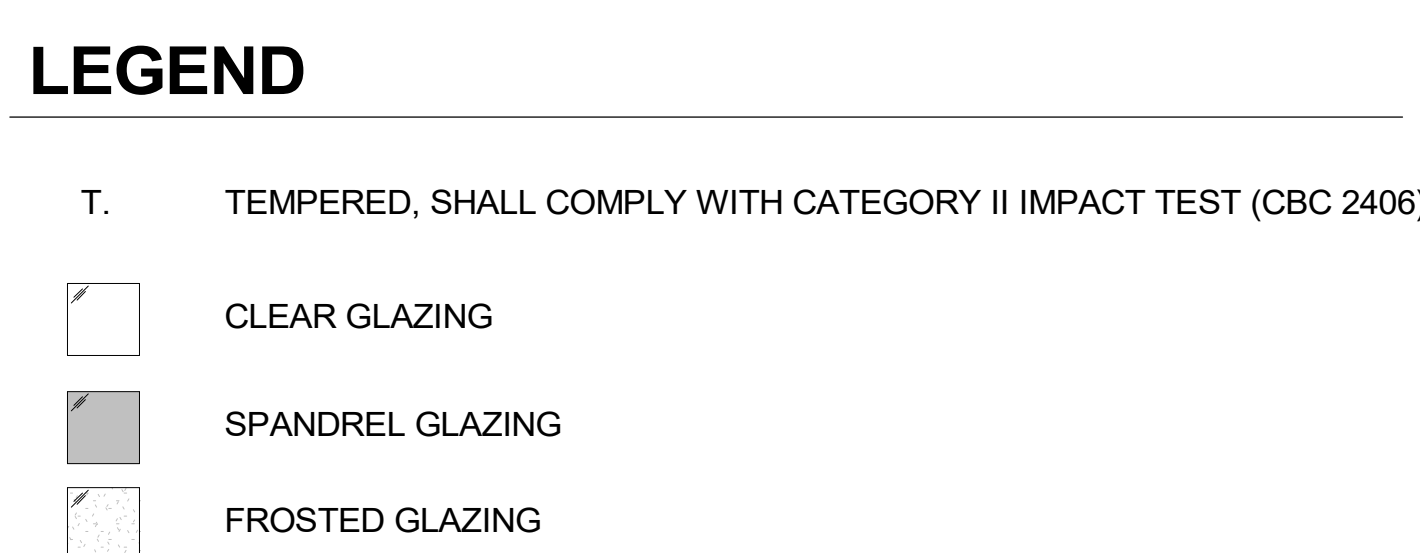 LEGEND
T. TEMPERED, SHALL COMPLY WITH CATEGORY II IMPACT TEST (CBC 2406)
CLEAR GLAZING
SPANDREL GLAZING
FROSTED GLAZING